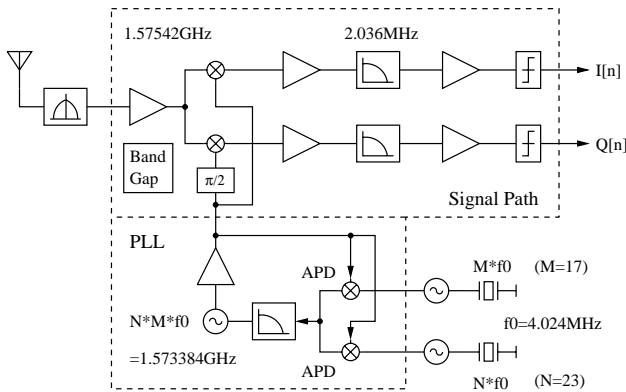 1.57542GHz
2.036MHz
I[n]
Q[n]
Band
Gap
π/2
Signal Path
PLL
APD
M*f0 (M=17)
N*M*f0
f0=4.024MHz
=1.573384GHz
APD
N*f0 (N=23)